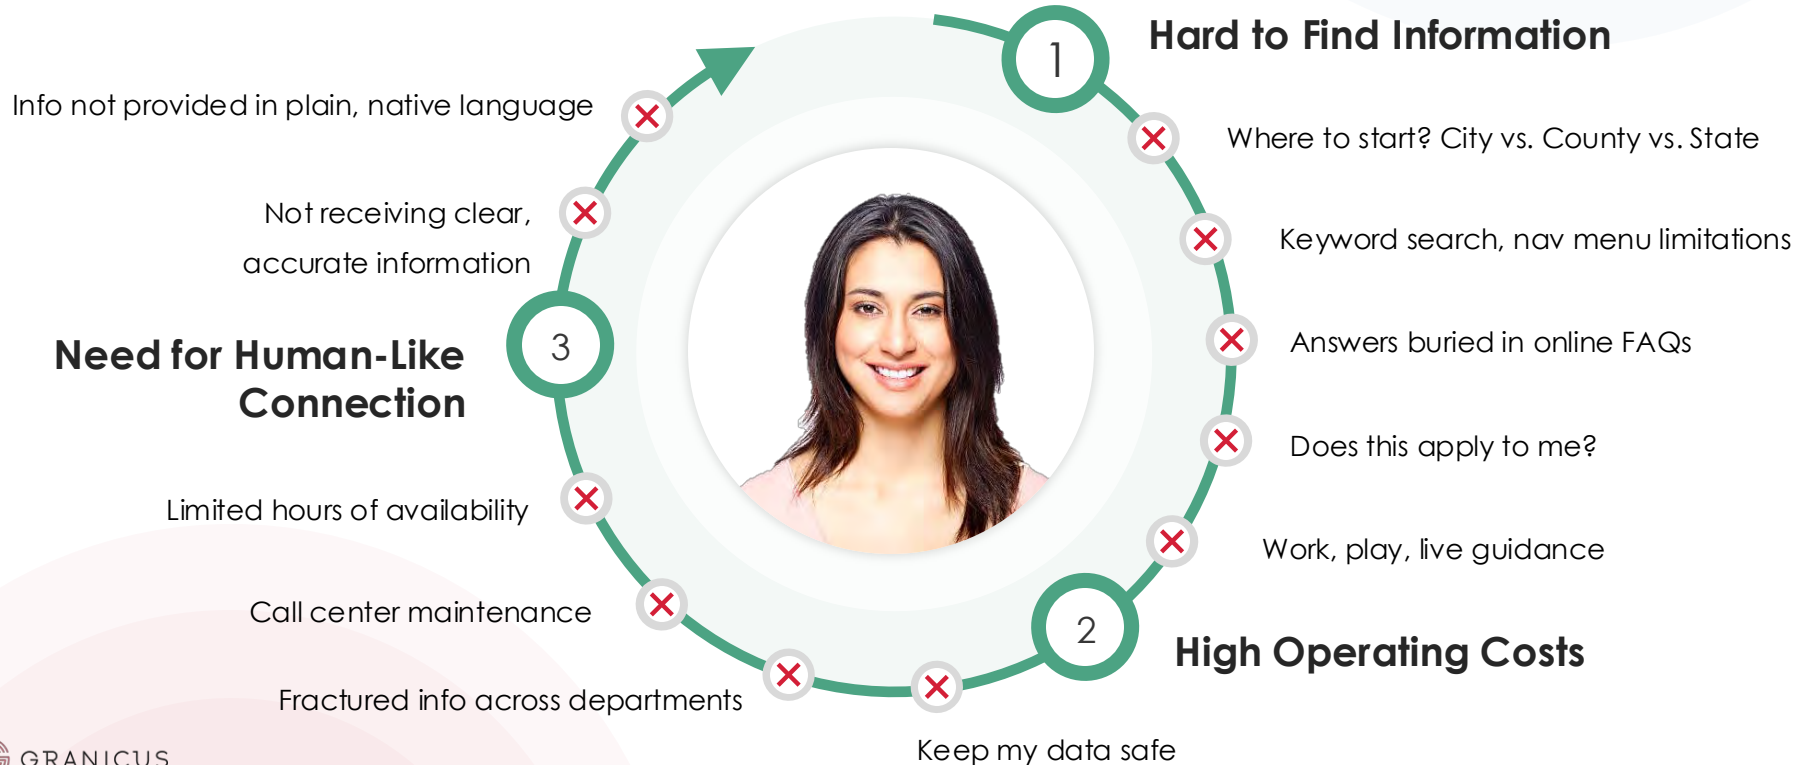 1
Hard to Find Information
Where to start? City vs. County vs. State
Keyword search, nav menu limitations
Answers buried in online FAQs
Does this apply to me?
Work, play, live guidance
2
High Operating Costs
Keep my data safe
Fractured info across departments
Call center maintenance
Limited hours of availability
3
Need for Human-Like
Connection
Not receiving clear,
accurate information
Info not provided in plain, native language
GRANICUS